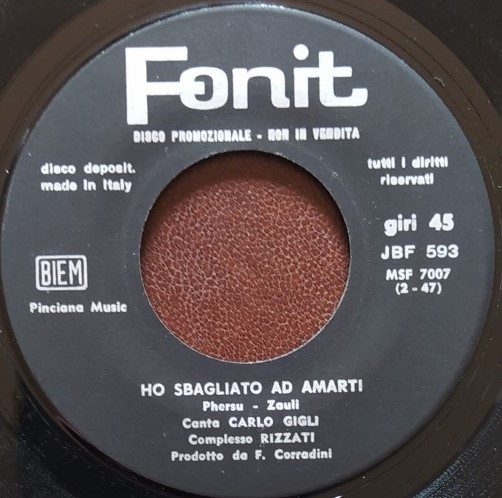 Fonit
DISCO PROMOZIONALE - NON IN VENDITA
disco deposit.
made in Italy
tutti i diritti
riservati
giri 45
JBF 593
MSF 7007
(2 - 47)
BIEM
Pinciana Music
HO SBAGLIATO AD AMARTI
Phersu - Zauli
Canta CARLO GIGLI
Complesso RIZZATI
Prodotto da F. Corradini